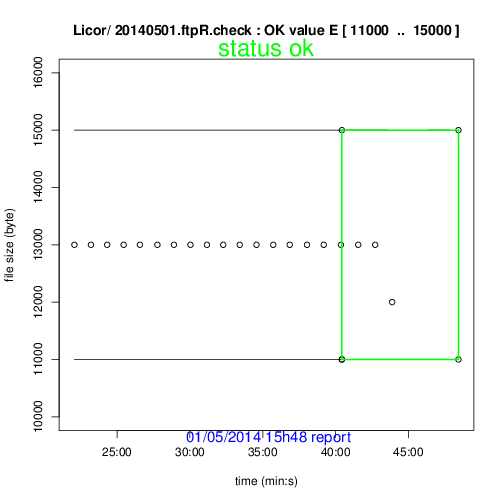 Licor/ 20140501.ftpR.check : OK value E [ 11000 .. 15000 ]
status ok
16000
15000
14000
13000
12000
11000
10000
file size (byte)
01/05/2014 15h48 report
25:00 30:00 35:00 40:00 45:00
time (min:s)